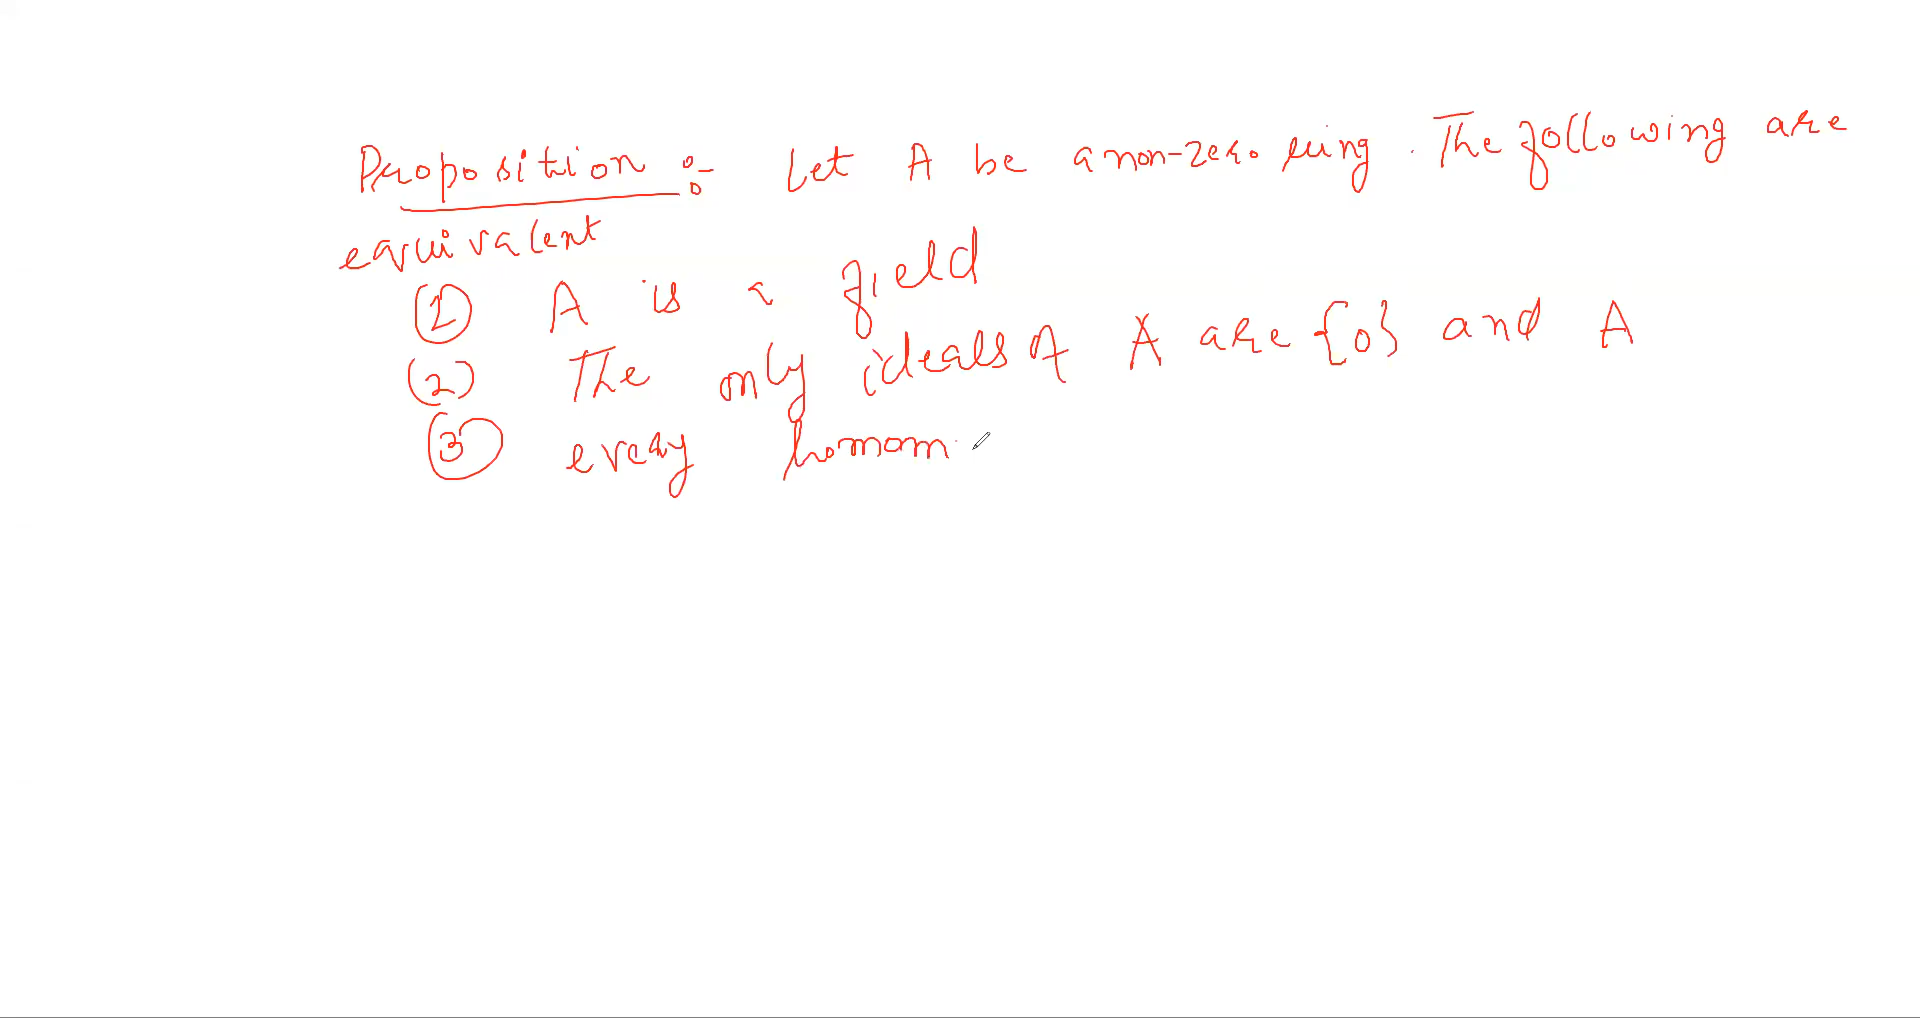 Proposition :- Let A be a non-zero ring. The following are
equivalent
(1) A is a field
(2) The only ideals of A are {0} and A
(3) every homom